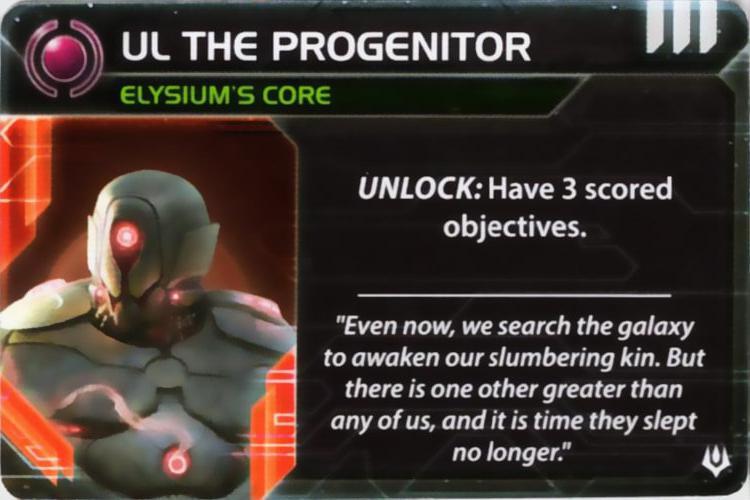 UL THE PROGENITOR
ELYSIUM'S CORE
UNLOCK: Have 3 scored
objectives.
"Even now, we search the galaxy
to awaken our slumbering kin. But
there is one other greater than
any of us, and it is time they slept
no longer."